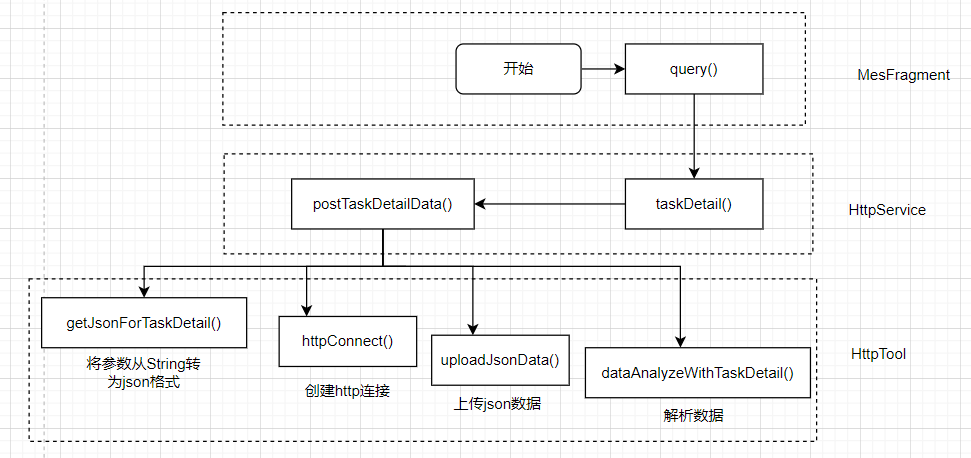 开始
query()
MesFragment
postTaskDetailData()
taskDetail()
HttpService
getJsonForTaskDetail()
将参数从String转
为json格式
httpConnect()
创建http连接
uploadJsonData()
上传json数据
dataAnalyzeWithTaskDetail()
解析数据
HttpTool